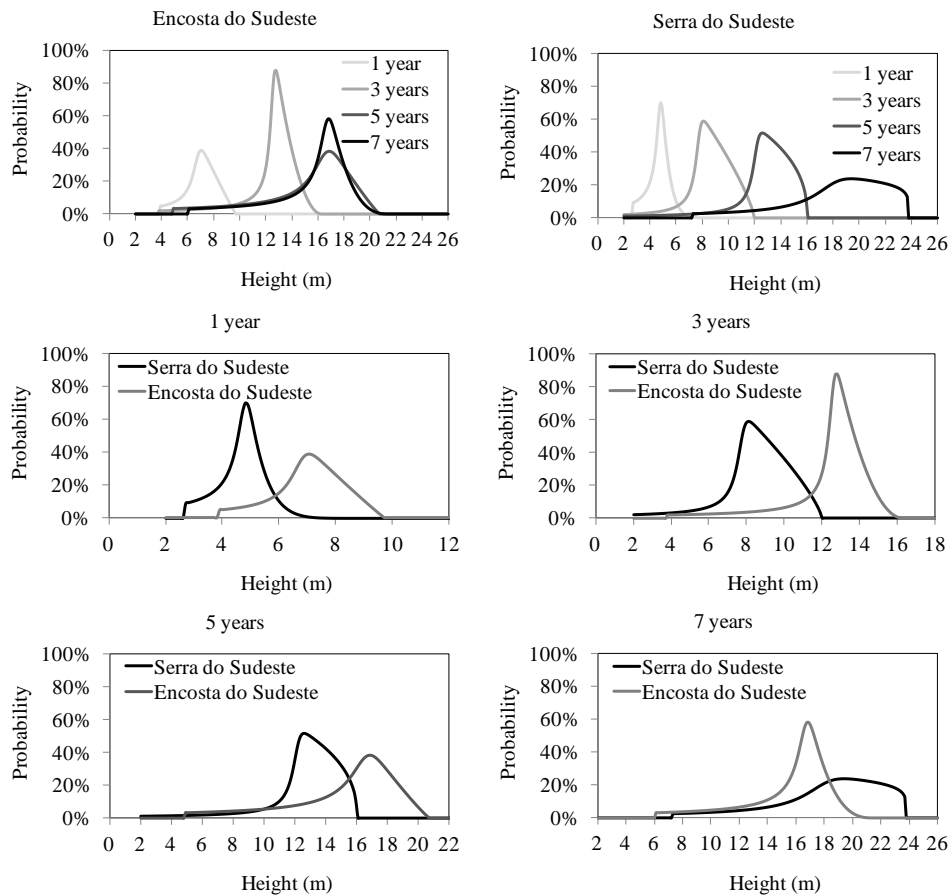 Encosta do Sudeste
Probability
100%
80%
60%
40%
20%
0%
1 year
3 years
5 years
7 years
0 2 4 6 8 10 12 14 16 18 20 22 24 26
Height (m)
Serra do Sudeste
Probability
100%
80%
60%
40%
20%
0%
1 year
3 years
5 years
7 years
0 2 4 6 8 10 12 14 16 18 20 22 24 26
Height (m)
1 year
Probability
100%
80%
60%
40%
20%
0%
Serra do Sudeste
Encosta do Sudeste
0 2 4 6 8 10 12
Height (m)
3 years
Probability
100%
80%
60%
40%
20%
0%
Serra do Sudeste
Encosta do Sudeste
0 2 4 6 8 10 12 14 16 18
Height (m)
5 years
Probability
100%
80%
60%
40%
20%
0%
Serra do Sudeste
Encosta do Sudeste
0 2 4 6 8 10 12 14 16 18 20 22
Height (m)
7 years
Probability
100%
80%
60%
40%
20%
0%
Serra do Sudeste
Encosta do Sudeste
2 4 6 8 10 12 14 16 18 20 22 24 26
Height (m)